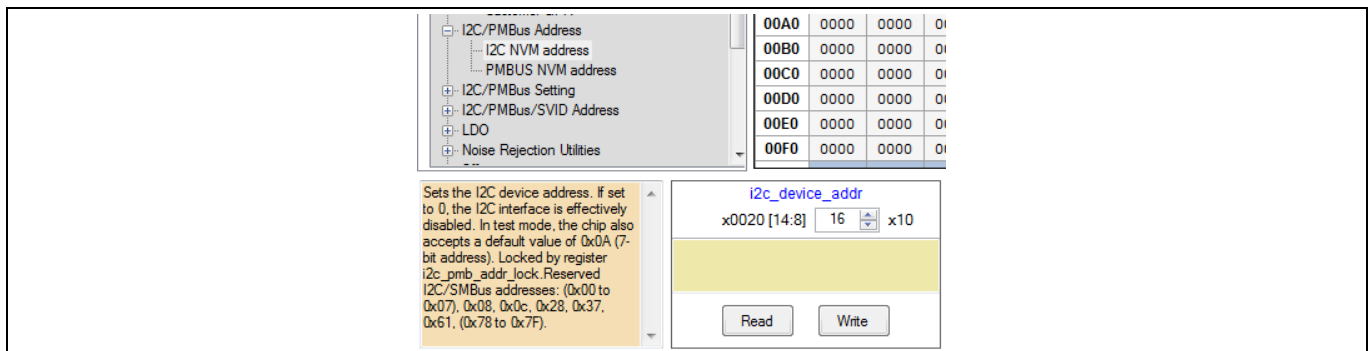 I2C/PMBus Address
I2C NVM address
PMBUS NVM address
I2C/PMBus Setting
I2C/PMBus/SVID Address
LDO
Noise Rejection Utilities
00A0 0000 0000
00B0 0000 0000
00C0 0000 0000
00D0 0000 0000
00E0 0000 0000
00F0 0000 0000
Sets the I2C device address. If set
to 0, the I2C interface is effectively
disabled. In test mode, the chip also
accepts a default value of 0x0A (7-
bit address). Locked by register
i2c_pmb_addr_lock.Reserved
I2C/SMBus addresses: (0x00 to
0x07), 0x08, 0x0c, 0x28, 0x37,
0x61, (0x78 to 0x7F).
i2c_device_addr
x0020 [14:8] 16 x10
Read Write